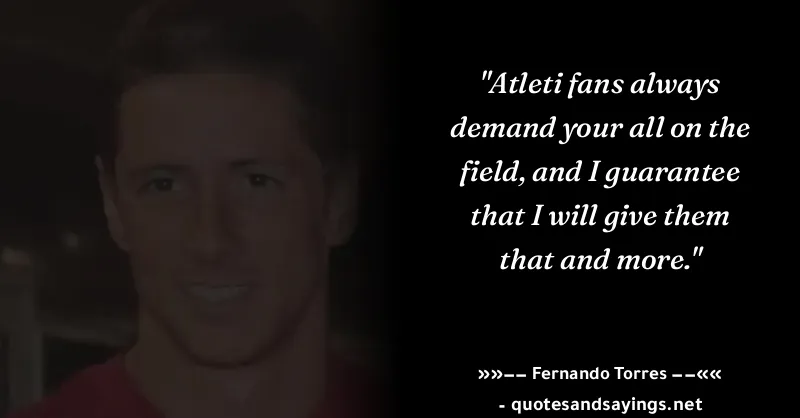 "Atleti fans always
demand your all on the
field, and I guarantee
that I will give them
that and more."
»»–– Fernando Torres ––««
- quotesandsayings.net